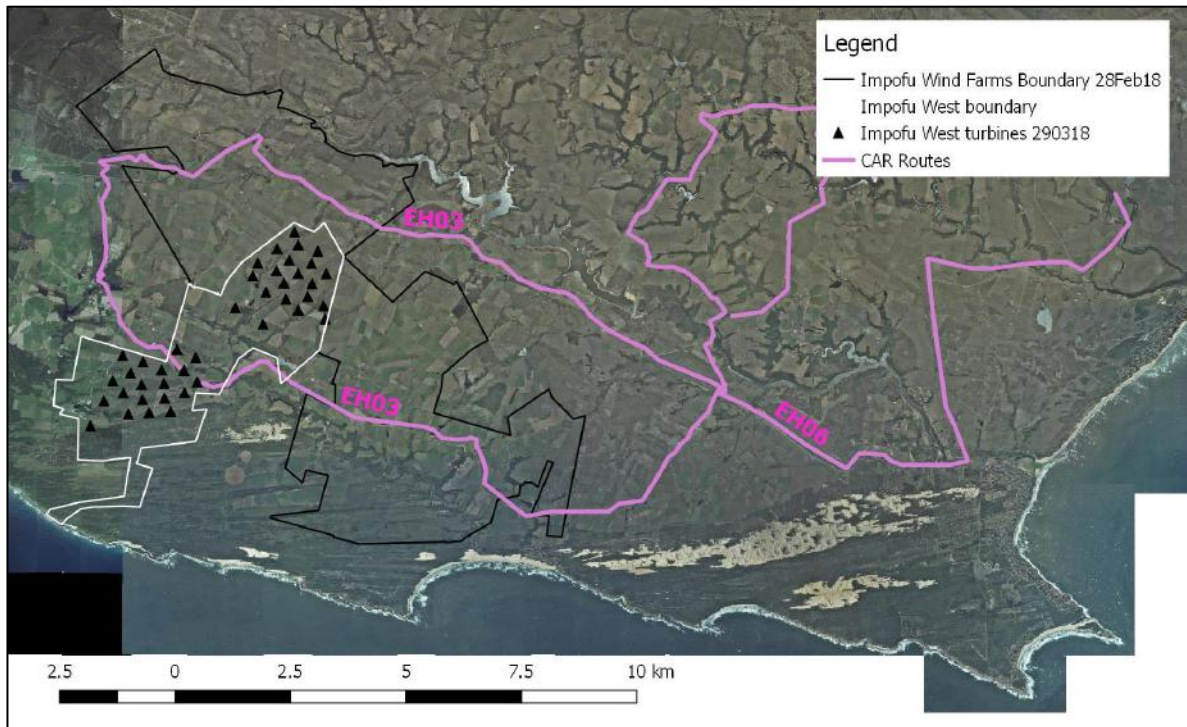 Legend
Impofu Wind Farms Boundary 28Feb18
Impofu West boundary
Impofu West turbines 290318
CAR Routes
EH03
EH03
EH06
2.5 0 2.5 5 7.5 10 km